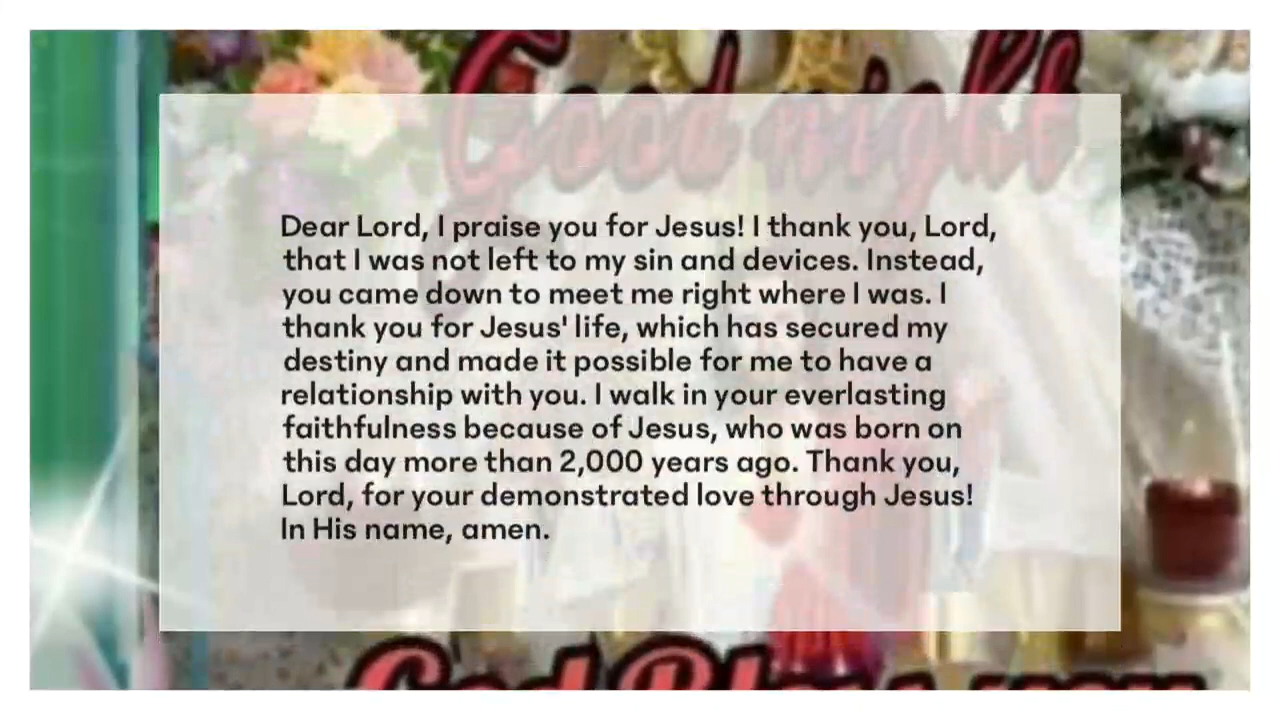 Good night
Dear Lord, I praise you for Jesus! I thank you, Lord,
that I was not left to my sin and devices. Instead,
you came down to meet me right where I was. I
thank you for Jesus' life, which has secured my
destiny and made it possible for me to have a
relationship with you. I walk in your everlasting
faithfulness because of Jesus, who was born on
this day more than 2,000 years ago. Thank you,
Lord, for your demonstrated love through Jesus!
In His name, amen.
God Bless you